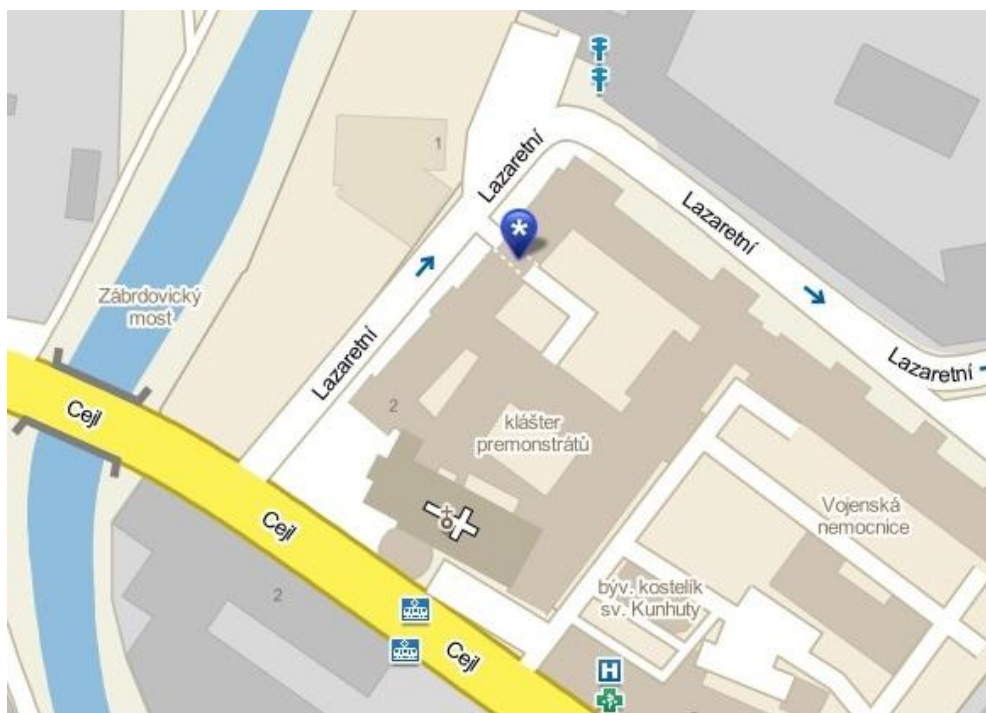 1
Lazaretní
Lazaretní
Zábrdovický
most
Lazaretní
Lazaretní
Cejl
2
klášter
premonstrátů
Vojenská
nemocnice
Cejl
býv. kostelík
sv. Kunhuty
2
Cejl
H